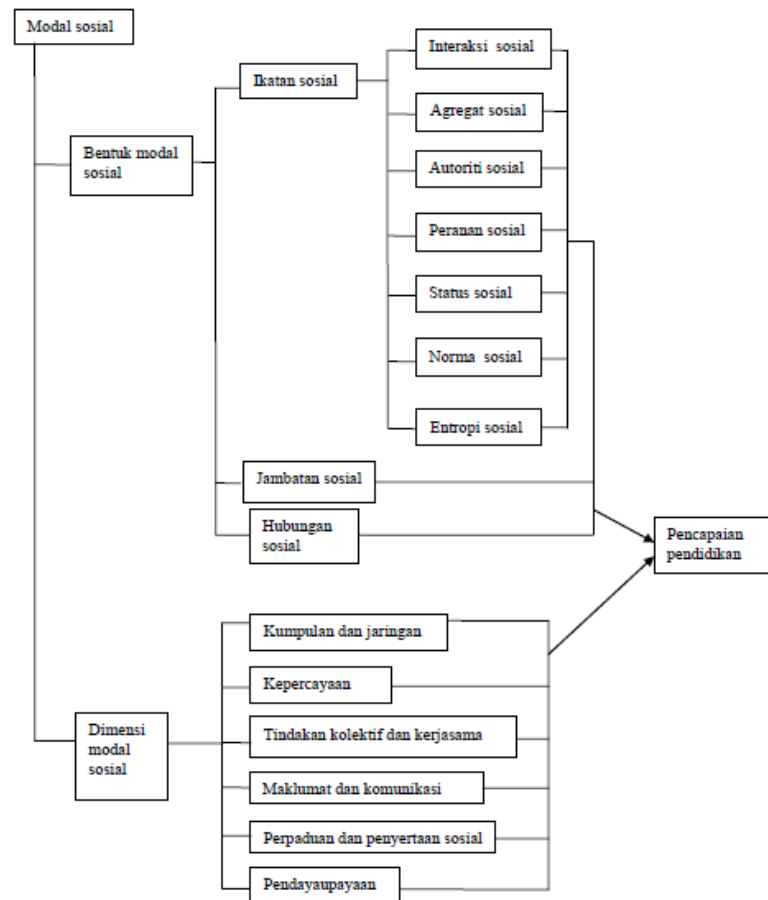 Modal sosial
Bentuk modal
sosial
Ikatan sosial
Interaksi sosial
Agregat sosial
Autoriti sosial
Peranan sosial
Status sosial
Norma sosial
Entropi sosial
Jambatan sosial
Hubungan
sosial
Pencapaian
pendidikan
Dimensi
modal
sosial
Kumpulan dan jaringan
Kepercayaan
Tindakan kolektif dan kerjasama
Maklumat dan komunikasi
Perpaduan dan penyertaan sosial
Pendayaupayaan